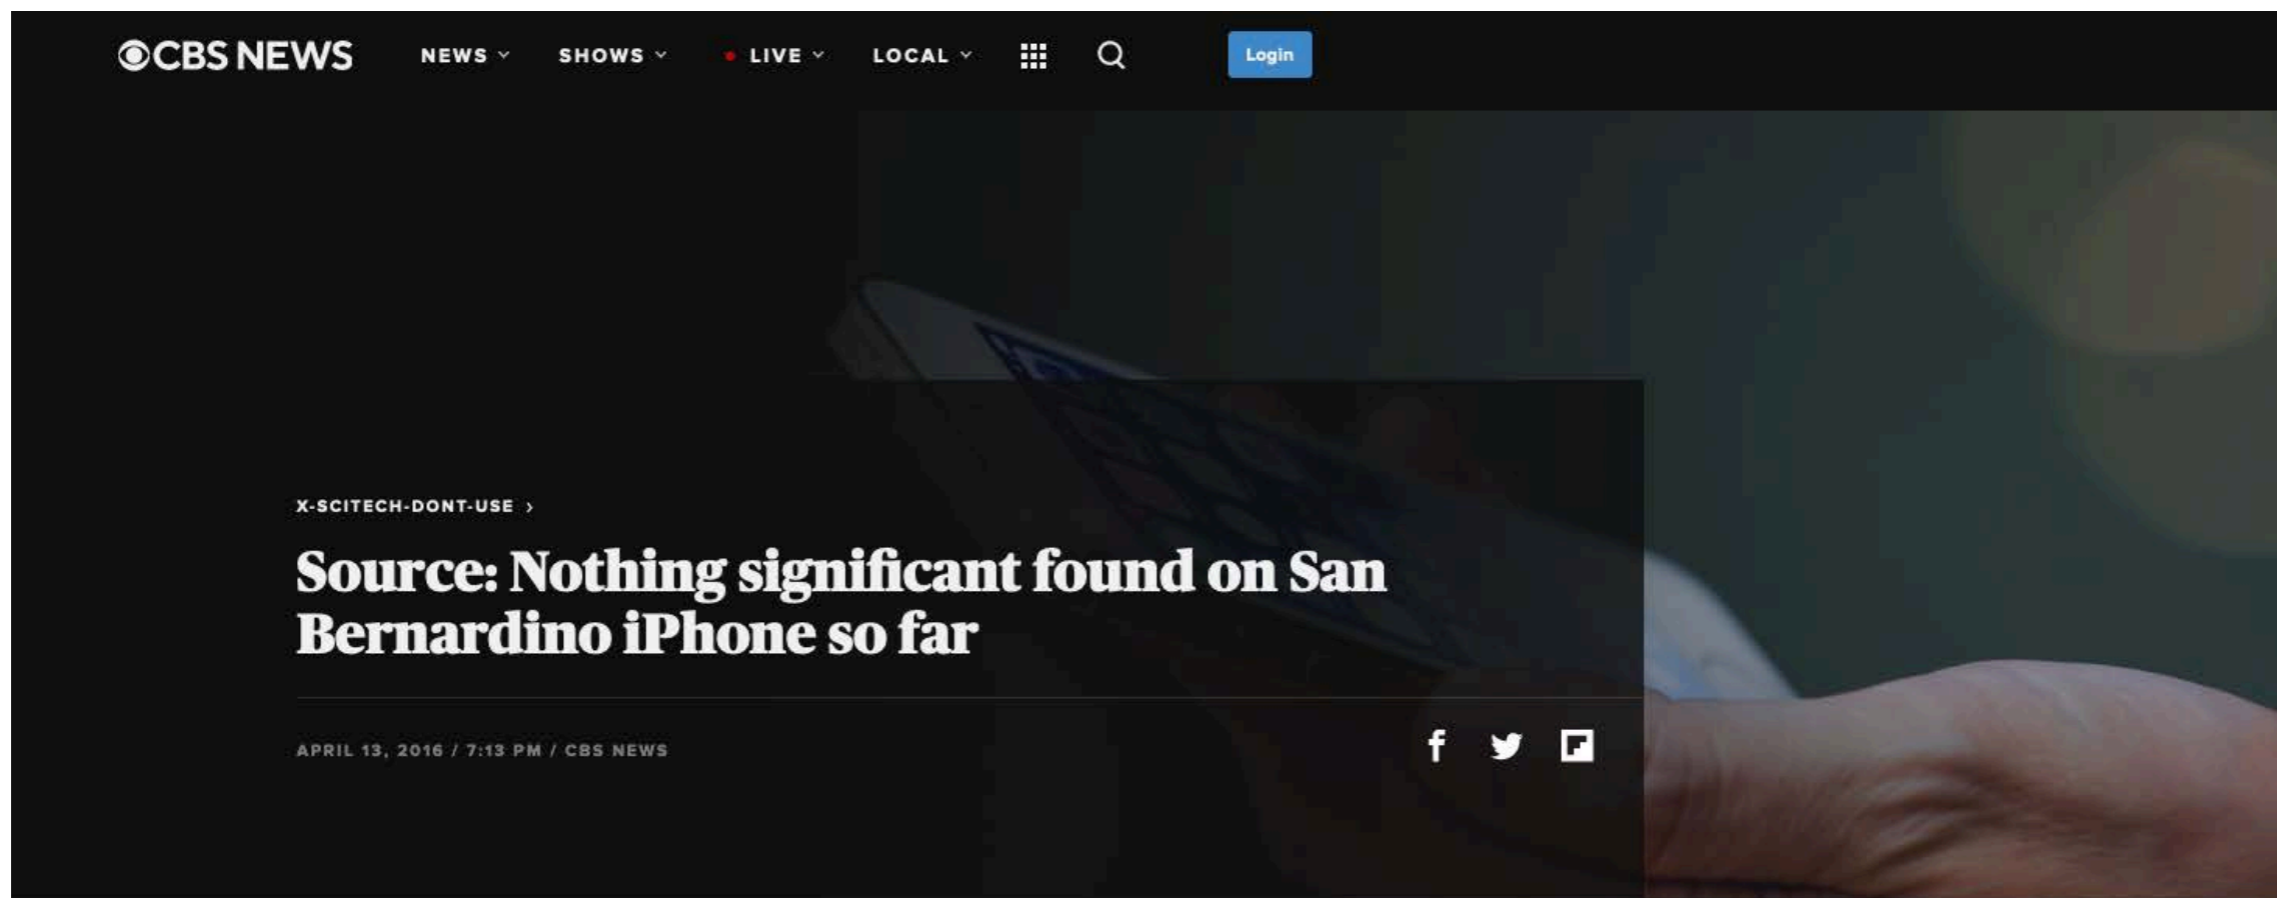 CBS NEWS NEWS SHOWS LIVE LOCAL Login
X-SCITECH-DONT-USE
Source: Nothing significant found on San
Bernardino iPhone so far
APRIL 13, 2016 / 7:13 PM / CBS NEWS